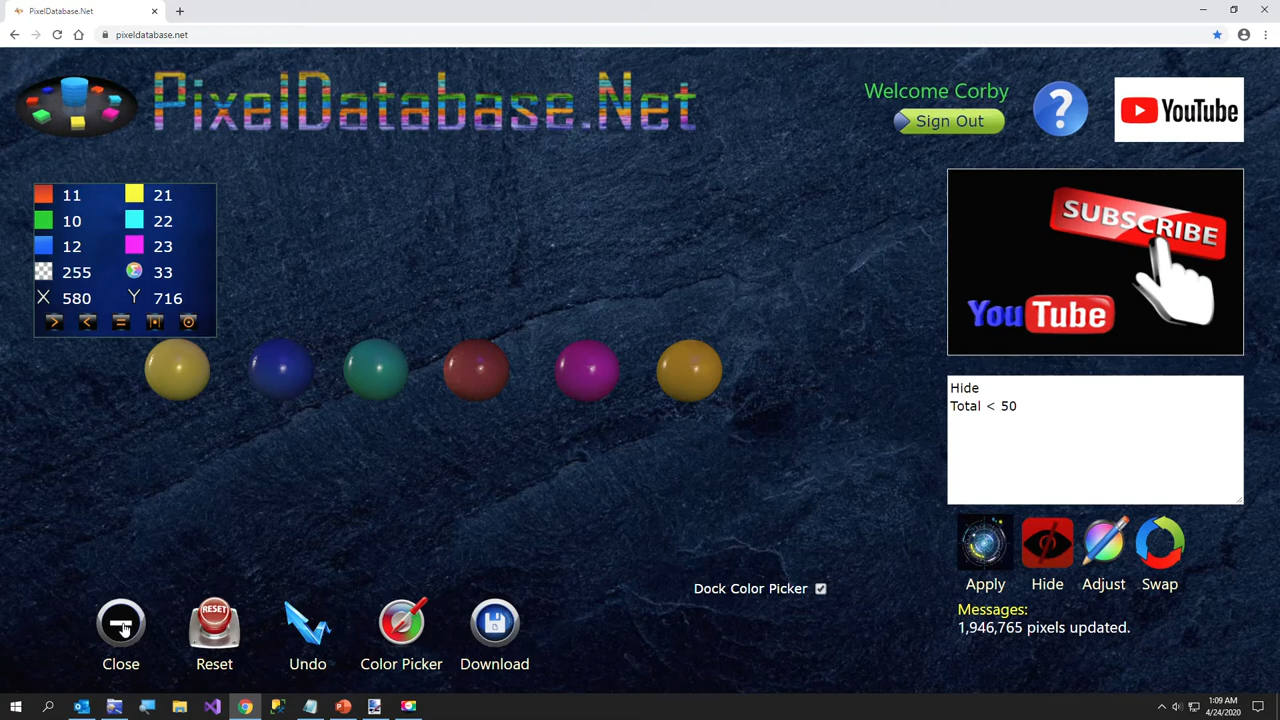 PixelDatabase.Net
pixeldatabase.net
PixelDatabase.Net
Welcome Corby
Sign Out
?
YouTube
11 21
10 22
12 23
255 33
X 580 Y 716
SUBSCRIBE
YouTube
Hide
Total < 50
Apply
Hide
Adjust
Swap
Dock Color Picker
Messages:
1,946,765 pixels updated.
RESET
Close
Reset
Undo
Color Picker
Download
1:09 AM
4/24/2020